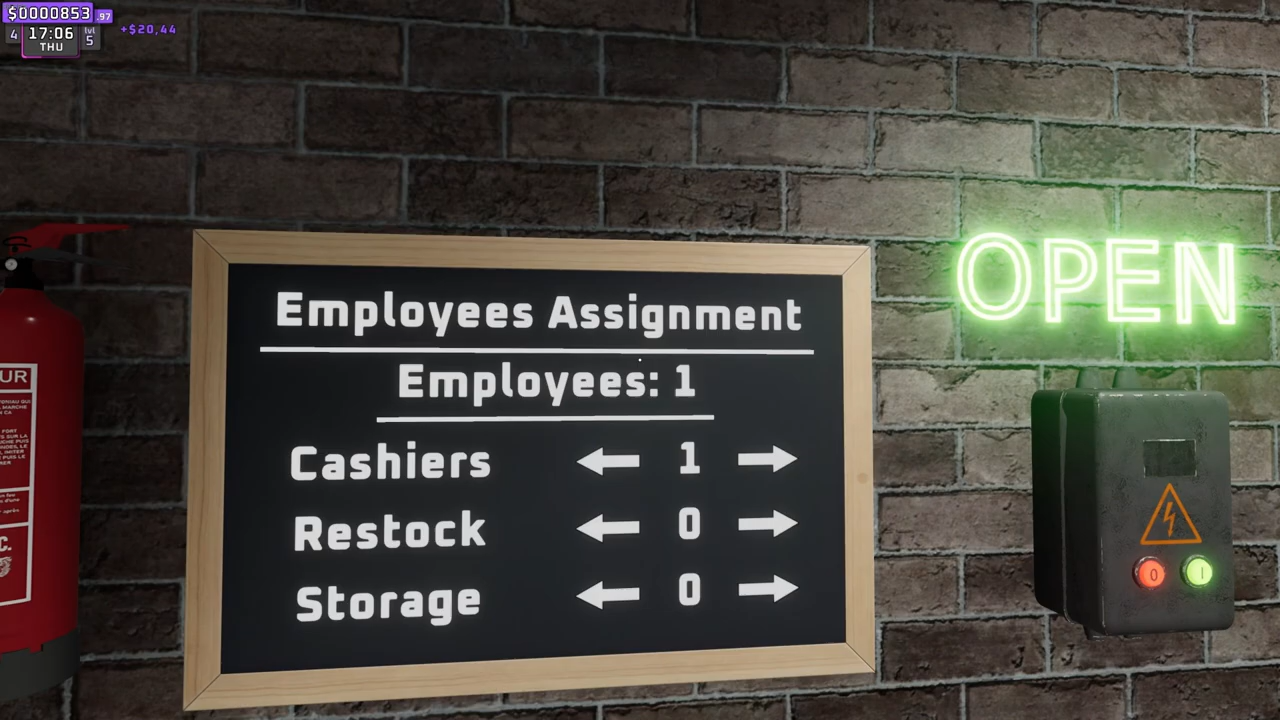 $0000853.97
+$20,44
4 17:06 lvl 5
THU
OPEN
Employees Assignment
Employees: 1
Cashiers 1
Restock 0
Storage 0
UR
C.
0 I